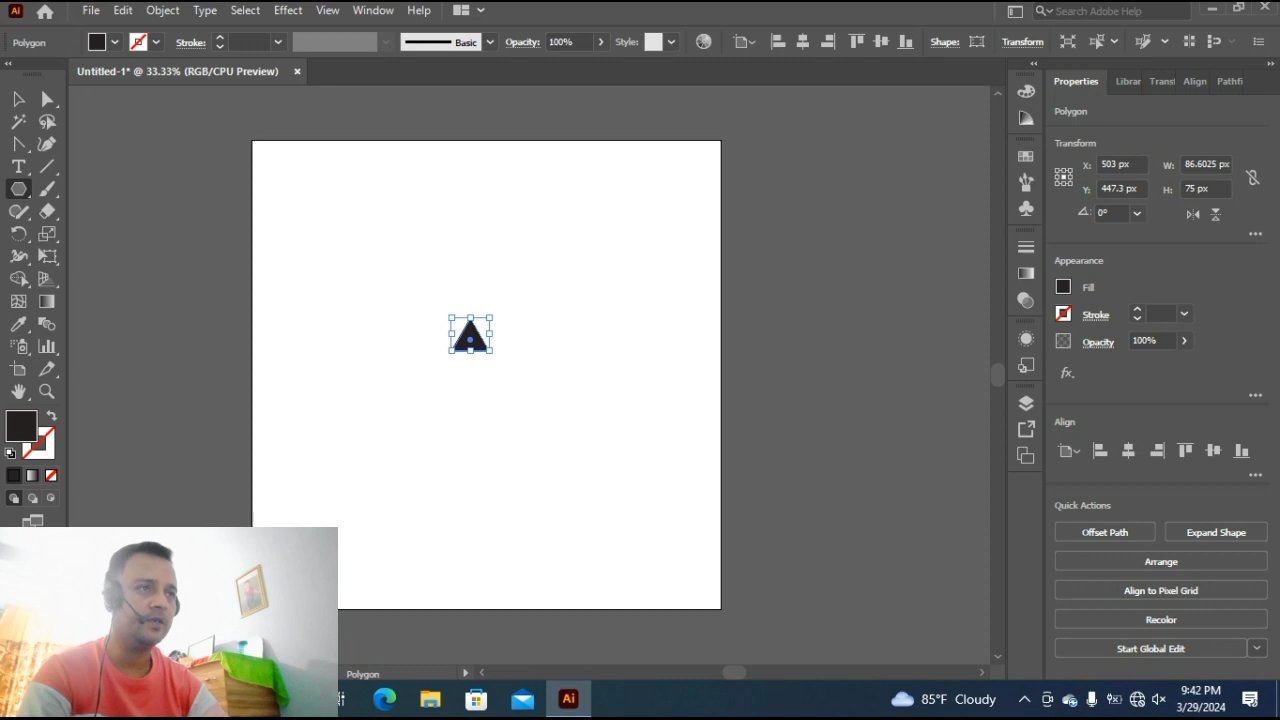 Ai File Edit Object Type Select Effect View Window Help Search Adobe Help
Polygon Stroke: Basic Opacity: 100% Style: Shape: Transform
Untitled-1* @ 33.33% (RGB/CPU Preview)
Properties Librar Transf Align Pathfi
Polygon
Transform
X: 503 px W: 86.6025 px
Y: 447.3 px H: 75 px
0°
Appearance
Fill
Stroke
Opacity 100%
fx.
Align
Quick Actions
Offset Path Expand Shape
Arrange
Align to Pixel Grid
Recolor
Start Global Edit
Polygon
Ai 85°F Cloudy 9:42 PM
3/29/2024